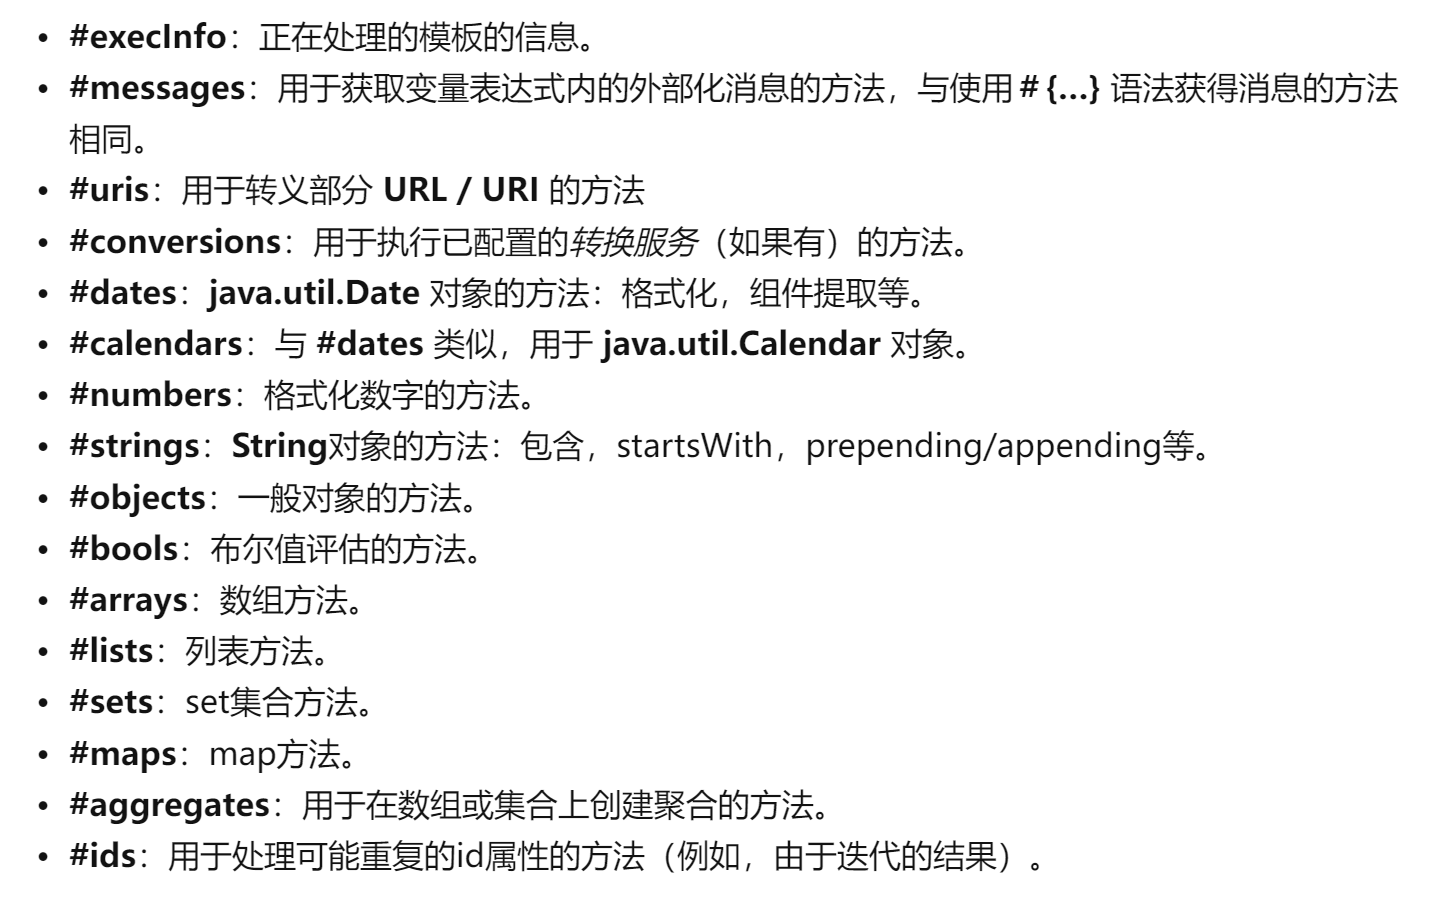 • #execInfo：正在处理的模板的信息。
• #messages：用于获取变量表达式内的外部化消息的方法，与使用＃{…} 语法获得消息的方法
相同。
• #uris：用于转义部分 URL / URI 的方法
• #conversions：用于执行已配置的转换服务（如果有）的方法。
• #dates：java.util.Date 对象的方法：格式化，组件提取等。
• #calendars：与 #dates 类似，用于 java.util.Calendar 对象。
• #numbers：格式化数字的方法。
• #strings：String对象的方法：包含，startsWith，prepending/appending等。
• #objects：一般对象的方法。
• #bools：布尔值评估的方法。
• #arrays：数组方法。
• #lists：列表方法。
• #sets：set集合方法。
• #maps：map方法。
• #aggregates：用于在数组或集合上创建聚合的方法。
• #ids：用于处理可能重复的id属性的方法（例如，由于迭代的结果）。